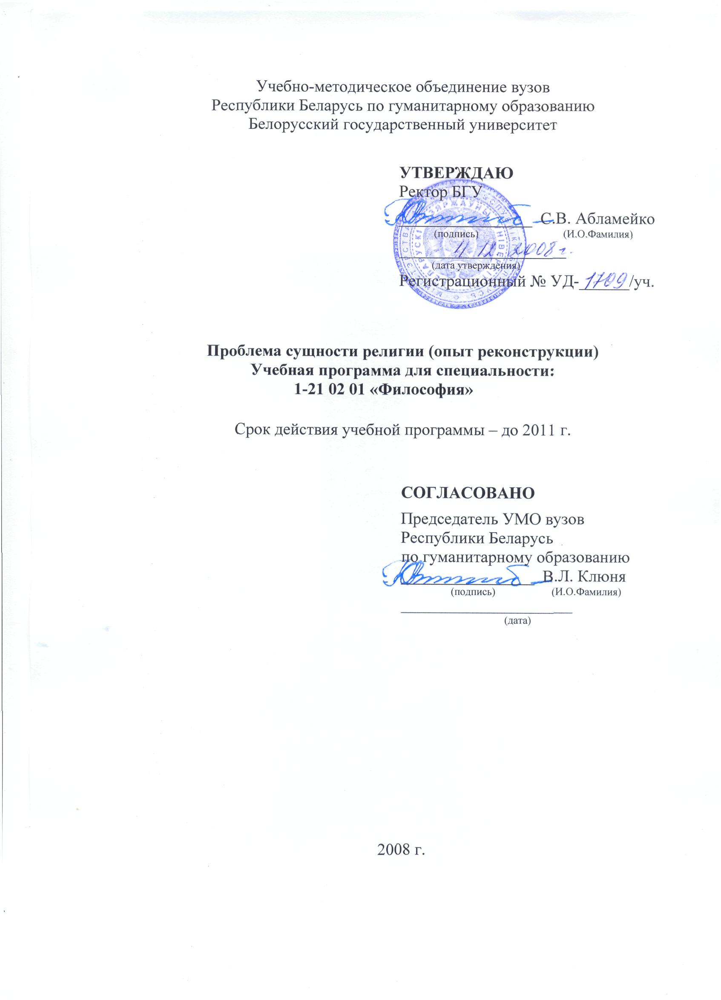 Учебно-методическое объединение вузов
Республики Беларусь по гуманитарному образованию
Белорусский государственный университет
УТВЕРЖДАЮ
Ректор БГУ
____________ С.В. Абламейко
(подпись) (И.О.Фамилия)
12 2008 г.
(дата утверждения)
Регистрационный № УД-1709/уч.
Проблема сущности религии (опыт реконструкции)
Учебная программа для специальности:
1-21 02 01 «Философия»
Срок действия учебной программы – до 2011 г.
СОГЛАСОВАНО
Председатель УМО вузов
Республики Беларусь
по гуманитарному образованию
____________ В.Л. Клюня
(подпись) (И.О.Фамилия)
____________
(дата)
2008 г.